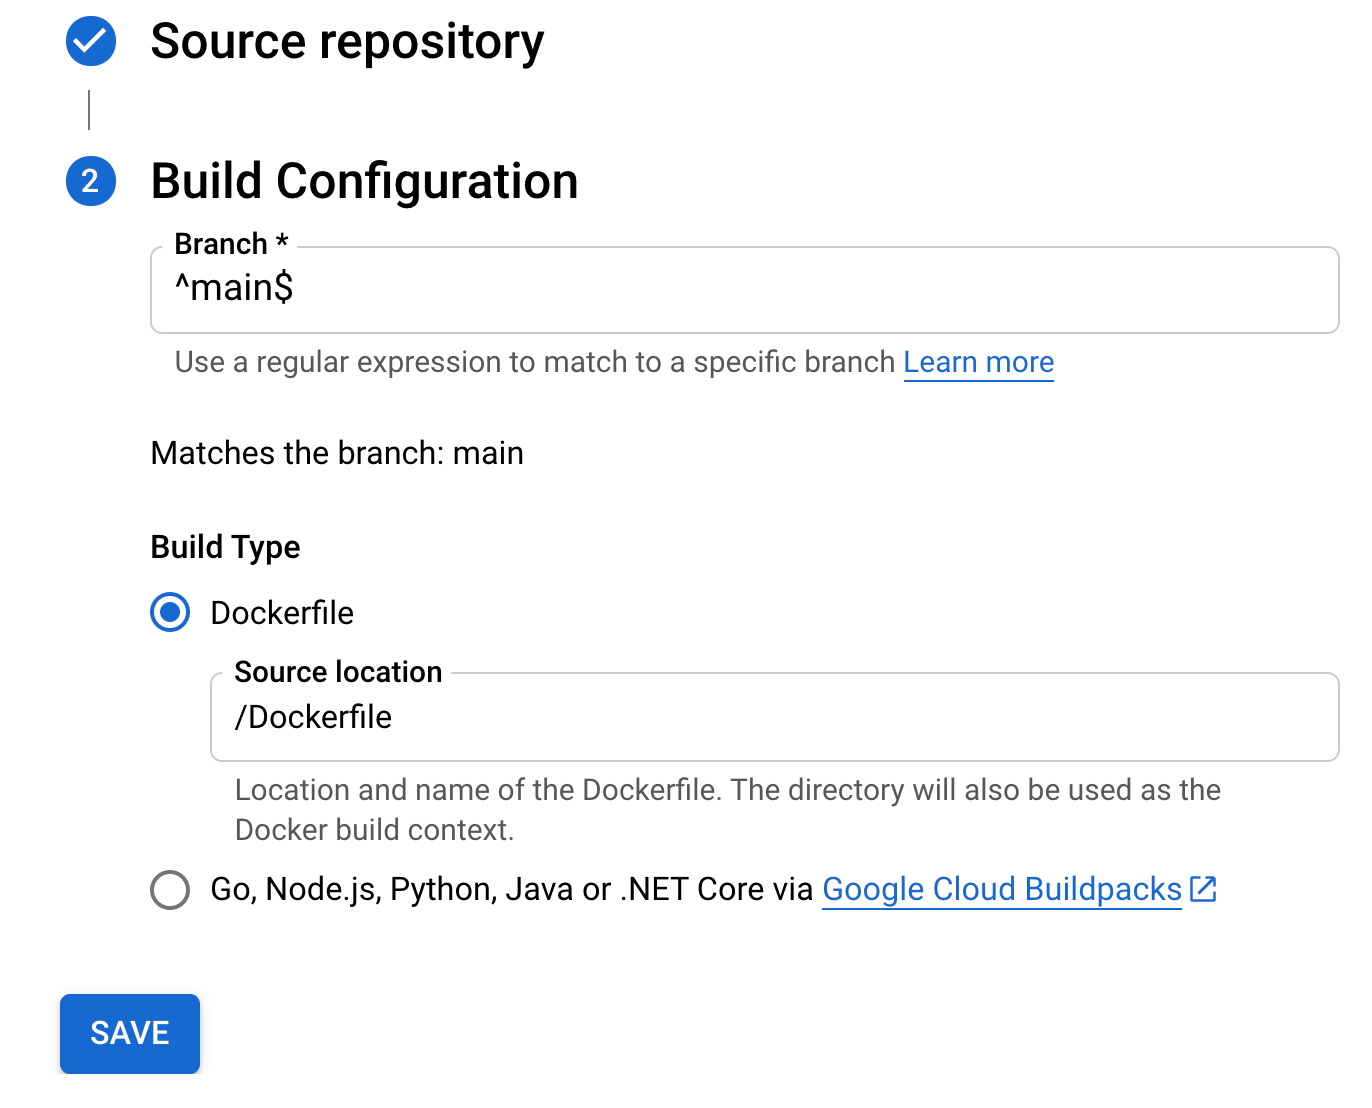 Source repository
2
Build Configuration
Branch *
^main$
Use a regular expression to match to a specific branch Learn more
Matches the branch: main
Build Type
Dockerfile
Source location
/Dockerfile
Location and name of the Dockerfile. The directory will also be used as the
Docker build context.
Go, Node.js, Python, Java or .NET Core via Google Cloud Buildpacks
SAVE